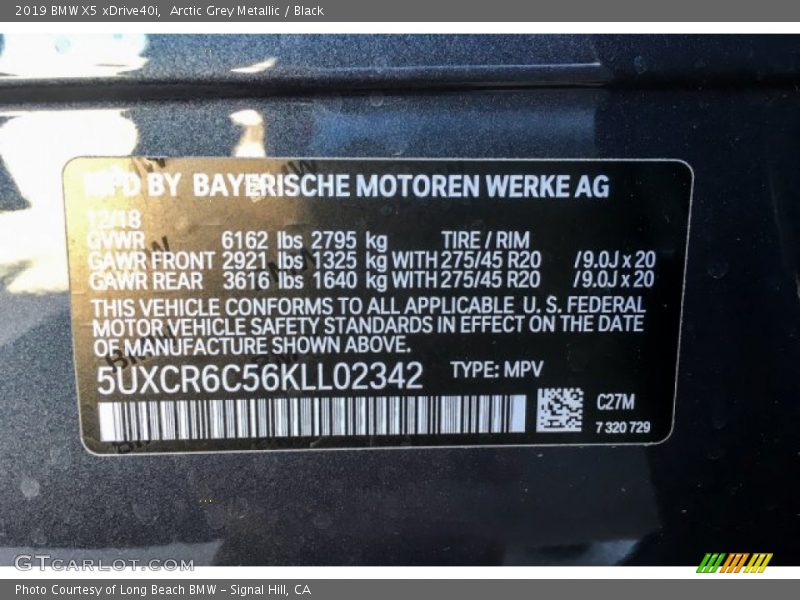 2019 BMW X5 xDrive40i, Arctic Grey Metallic / Black
MFD BY BAYERISCHE MOTOREN WERKE AG
12/18
GVWR 6162 lbs 2795 kg TIRE / RIM
GAWR FRONT 2921 lbs 1325 kg WITH 275/45 R20 /9.0J x 20
GAWR REAR 3616 lbs 1640 kg WITH 275/45 R20 /9.0J x 20
THIS VEHICLE CONFORMS TO ALL APPLICABLE U. S. FEDERAL
MOTOR VEHICLE SAFETY STANDARDS IN EFFECT ON THE DATE
OF MANUFACTURE SHOWN ABOVE.
5UXCR6C56KLL02342 TYPE: MPV
C27M
7 320 729
GTCarLot.com
Photo Courtesy of Long Beach BMW - Signal Hill, CA